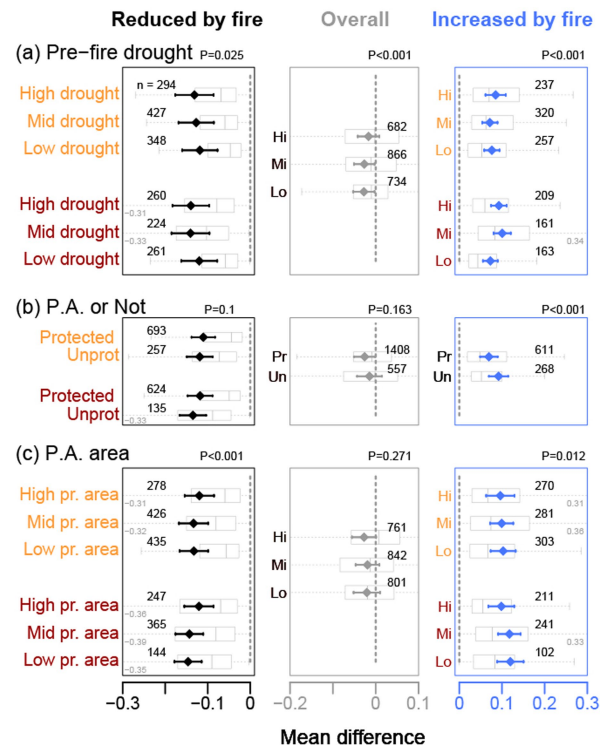 Reduced by fire Overall Increased by fire
(a) Pre−fire drought P=0.025 P<0.001 P<0.001
n = 294
High drought Hi 237
427
Mid drought Mi 320
348
Low drought Lo 257
Hi 682
Mi 866
Lo 734
260
High drought −0.31 Hi 209
224
Mid drought −0.33 Mi 161 0.34
261
Low drought Lo 163
(b) P.A. or Not P=0.1 P=0.163 P<0.001
693
Protected
257
Unprot
Pr 1408 Pr 611
Un 557 Un 268
624
Protected
135
Unprot −0.33
(c) P.A. area P<0.001 P=0.271 P=0.012
278
High pr. area −0.31 Hi 270 0.31
426
Mid pr. area −0.32 Mi 281 0.36
435
Low pr. area Lo 303
Hi 761
Mi 842
Lo 801
247
High pr. area −0.36 Hi 211
365
Mid pr. area −0.39 Mi 241 0.33
144
Low pr. area −0.35 Lo 102
−0.3 −0.1 0 −0.1 0 0.1 0 0.1 0.2 0.3
Mean difference